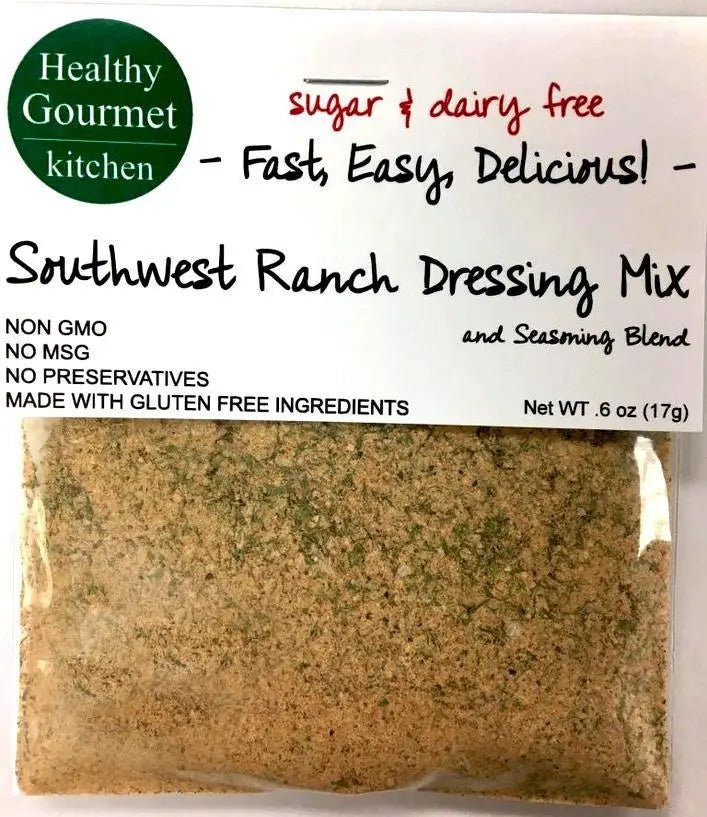 Healthy
Gourmet
kitchen
sugar & dairy free
- Fast, Easy, Delicious! -
Southwest Ranch Dressing Mix
and Seasoning Blend
NON GMO
NO MSG
NO PRESERVATIVES
MADE WITH GLUTEN FREE INGREDIENTS
Net WT .6 oz (17g)